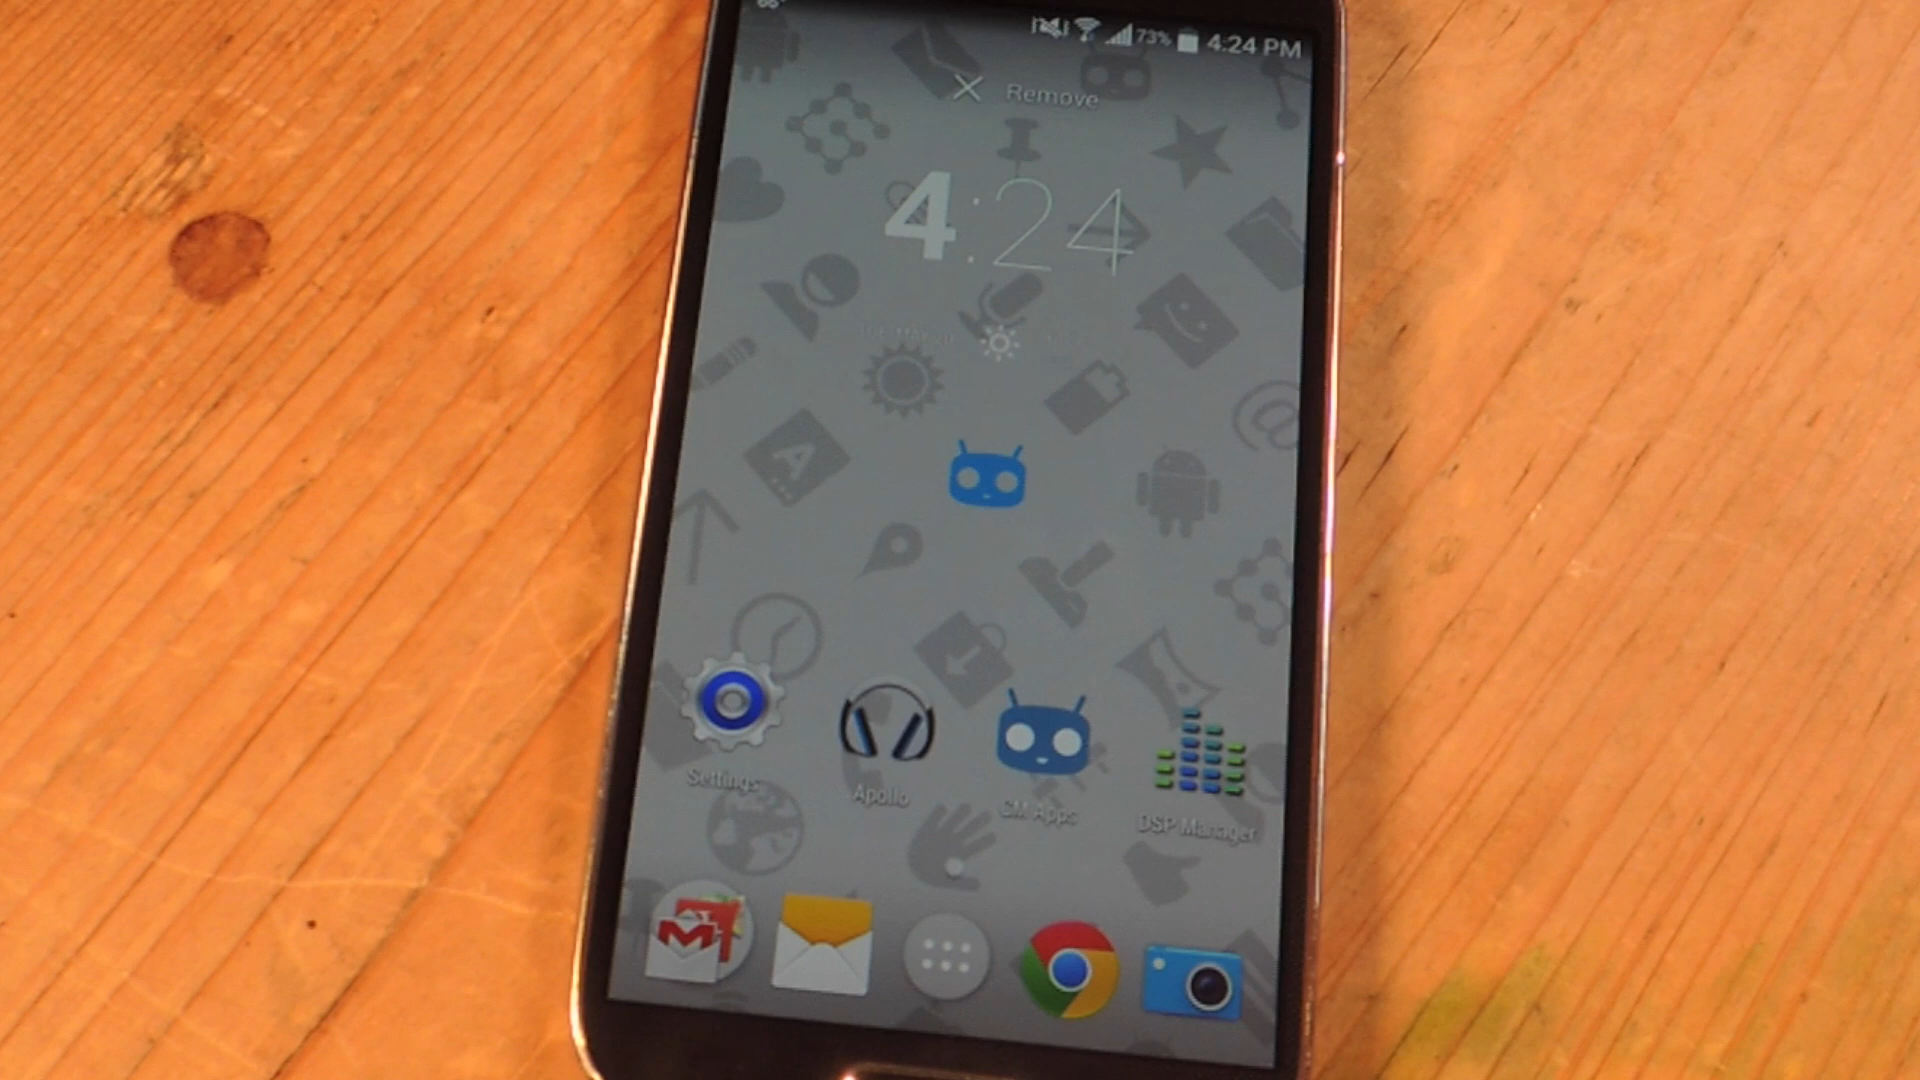 73% 4:24 PM
Remove
4:24
Settings
Apollo
CM Apps
DSP Manager